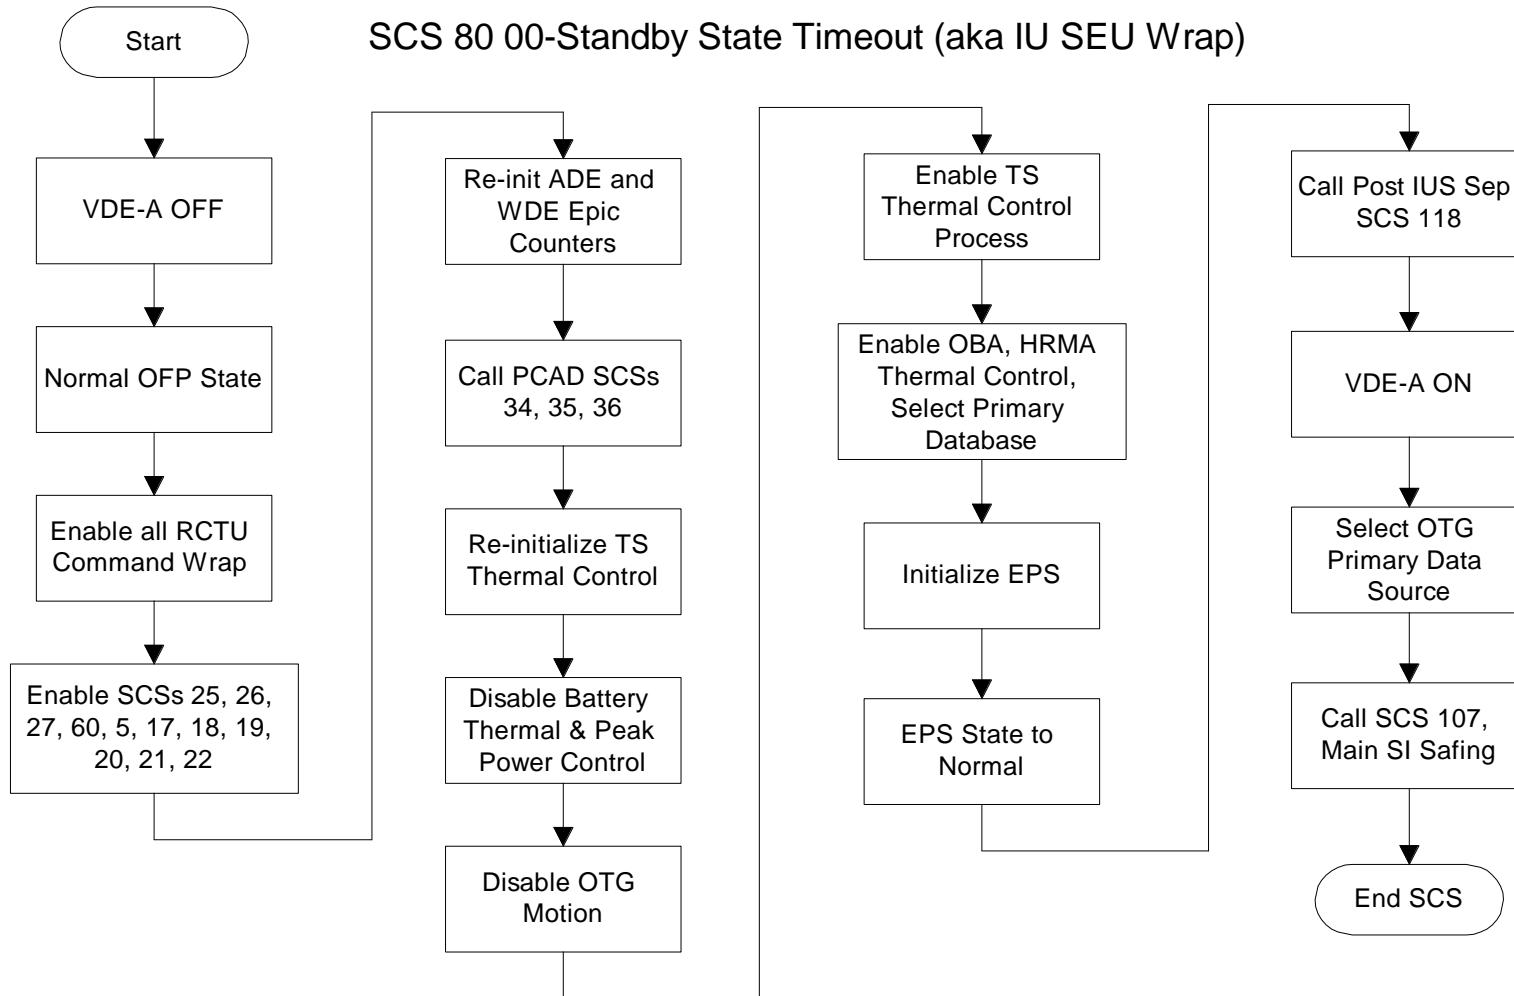 Start
SCS 80 00-Standby State Timeout (aka IU SEU Wrap)
VDE-A OFF
Normal OFP State
Enable all RCTU
Command Wrap
Enable SCSs 25, 26,
27, 60, 5, 17, 18, 19,
20, 21, 22
Re-init ADE and
WDE Epic
Counters
Call PCAD SCSs
34, 35, 36
Re-initialize TS
Thermal Control
Disable Battery
Thermal & Peak
Power Control
Disable OTG
Motion
Enable TS
Thermal Control
Process
Enable OBA, HRMA
Thermal Control,
Select Primary
Database
Initialize EPS
EPS State to
Normal
Call Post IUS Sep
SCS 118
VDE-A ON
Select OTG
Primary Data
Source
Call SCS 107,
Main SI Safing
End SCS